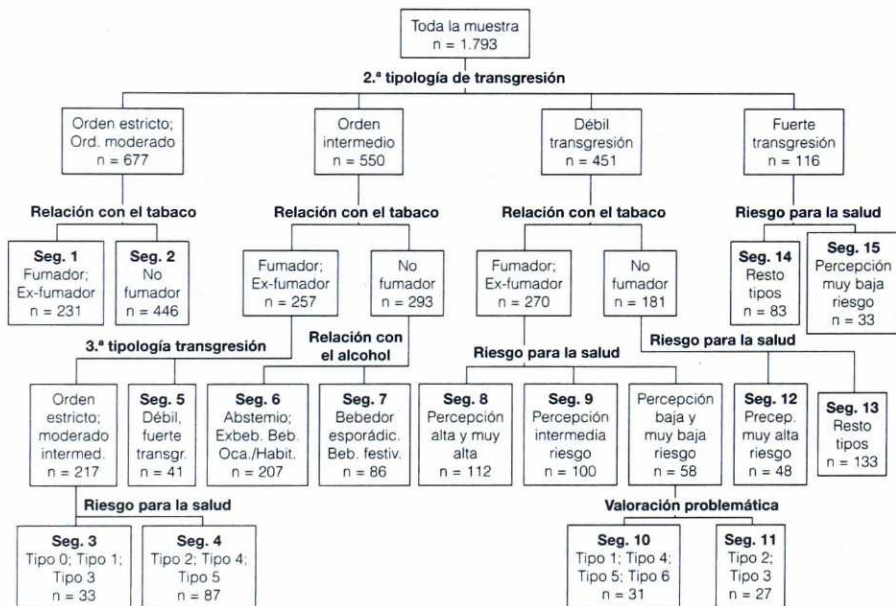 Toda la muestra
n = 1.793
2.ª tipología de transgresión
Orden estricto;
Ord. moderado
n = 677
Orden
intermedio
n = 550
Débil
transgresión
n = 451
Fuerte
transgresión
n = 116
Relación con el tabaco
Relación con el tabaco
Relación con el tabaco
Riesgo para la salud
Seg. 1
Fumador;
Ex-fumador
n = 231
Seg. 2
No
fumador
n = 446
Fumador;
Ex-fumador
n = 257
No
fumador
n = 293
Fumador;
Ex-fumador
n = 270
No
fumador
n = 181
Seg. 14
Resto
tipos
n = 83
Seg. 15
Percepción
muy baja
riesgo
n = 33
3.ª tipología transgresión
Relación con
el alcohol
Riesgo para la salud
Riesgo para la salud
Orden
estricto;
moderado
intermed.
n = 217
Seg. 5
Débil,
fuerte
transgr.
n = 41
Seg. 6
Abstemio;
Exbeb. Beb.
Oca./Habit.
n = 207
Seg. 7
Bebedor
esporádic.
Beb. festiv.
n = 86
Seg. 8
Percepción
alta y muy
alta
n = 112
Seg. 9
Percepción
intermedia
riesgo
n = 100
Percepción
baja y
muy baja
riesgo
n = 58
Seg. 12
Precep.
muy alta
riesgo
n = 48
Seg. 13
Resto
tipos
n = 133
Riesgo para la salud
Valoración problemática
Seg. 3
Tipo 0; Tipo 1;
Tipo 3
n = 33
Seg. 4
Tipo 2; Tipo 4;
Tipo 5
n = 87
Seg. 10
Tipo 1; Tipo 4;
Tipo 5; Tipo 6
n = 31
Seg. 11
Tipo 2;
Tipo 3
n = 27